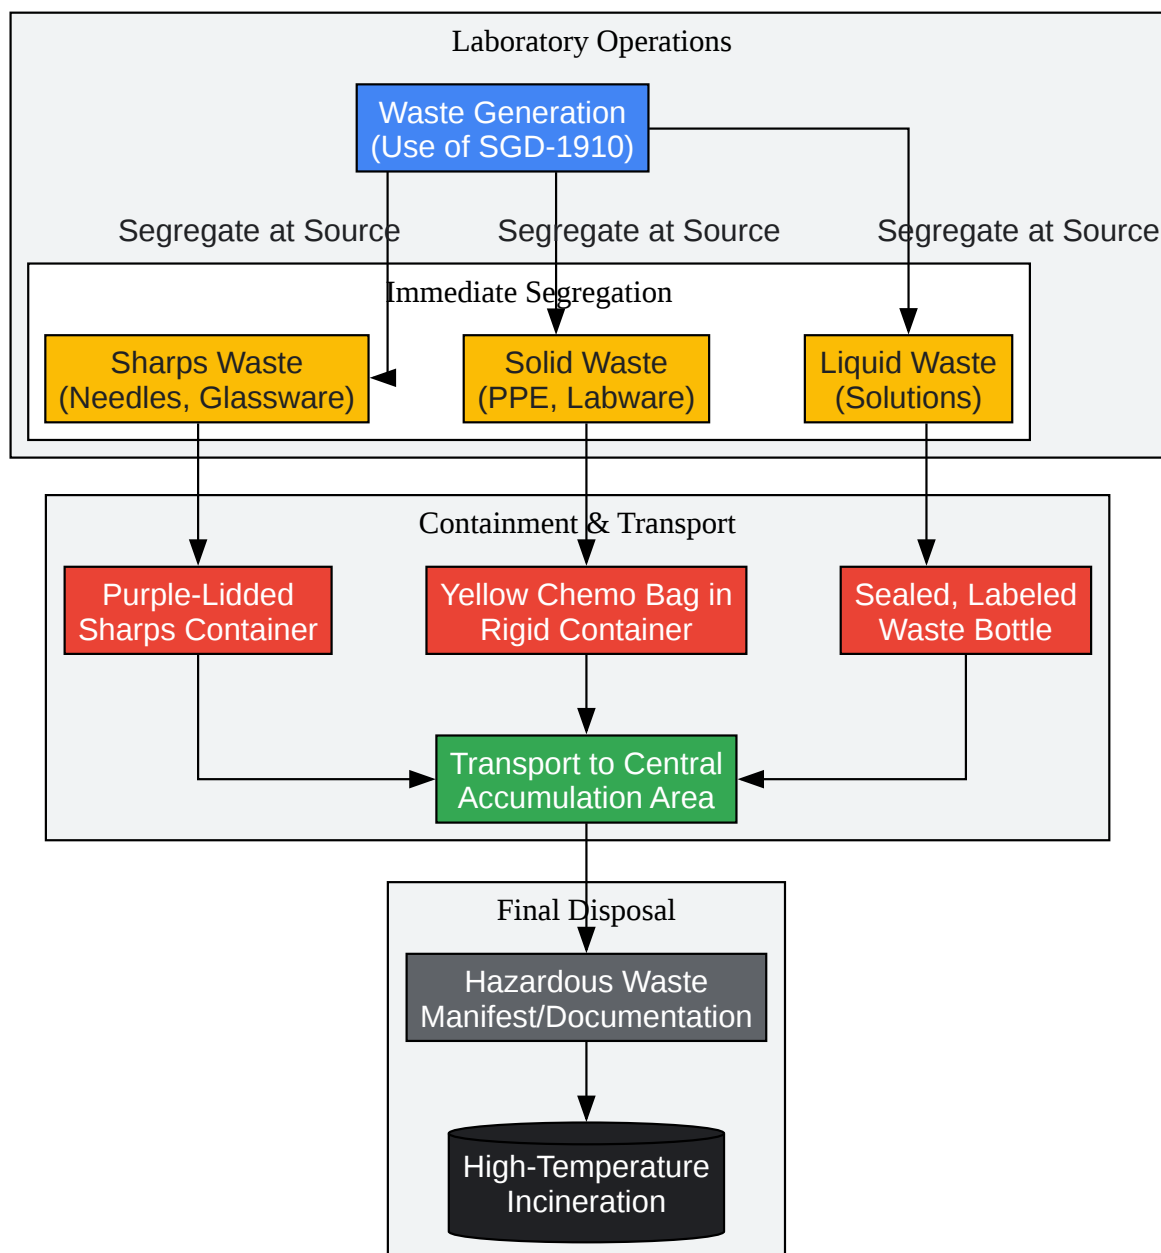 Laboratory Operations
Waste Generation
(Use of SGD-1910)
Segregate at Source
Segregate at Source
Segregate at Source
Immediate Segregation
Sharps Waste
(Needles, Glassware)
Solid Waste
(PPE, Labware)
Liquid Waste
(Solutions)
Containment & Transport
Purple-Lidded
Sharps Container
Yellow Chemo Bag in
Rigid Container
Sealed, Labeled
Waste Bottle
Transport to Central
Accumulation Area
Final Disposal
Hazardous Waste
Manifest/Documentation
High-Temperature
Incineration